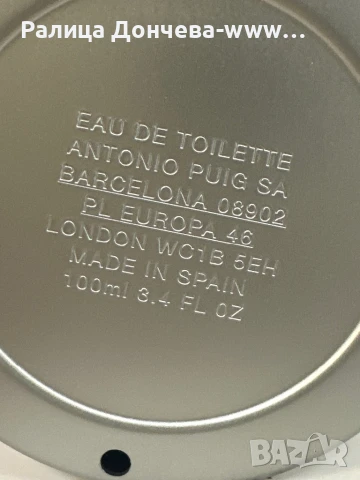 Ралица Дончева-www...
EAU DE TOILETTE
ANTONIO PUIG SA
BARCELONA 08902
PL EUROPA 46
LONDON WC1B 5EH
MADE IN SPAIN
100ml 3.4 FL OZ
BAZAR